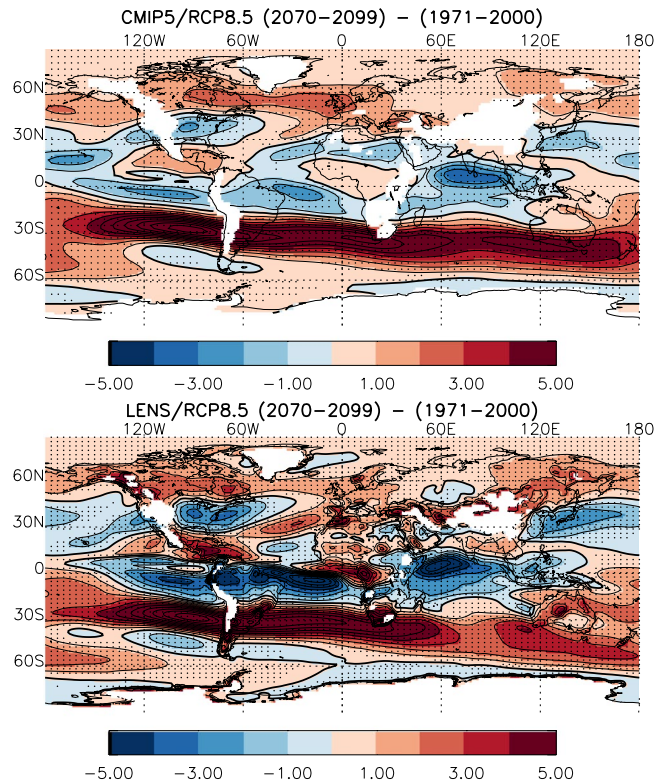 CMIP5/RCP8.5 (2070-2099) - (1971-2000)
120W 60W 0 60E 120E 180
60N
30N
0
30S
60S
-5.00 -3.00 -1.00 1.00 3.00 5.00
LENS/RCP8.5 (2070-2099) - (1971-2000)
120W 60W 0 60E 120E 180
60N
30N
0
30S
60S
-5.00 -3.00 -1.00 1.00 3.00 5.00